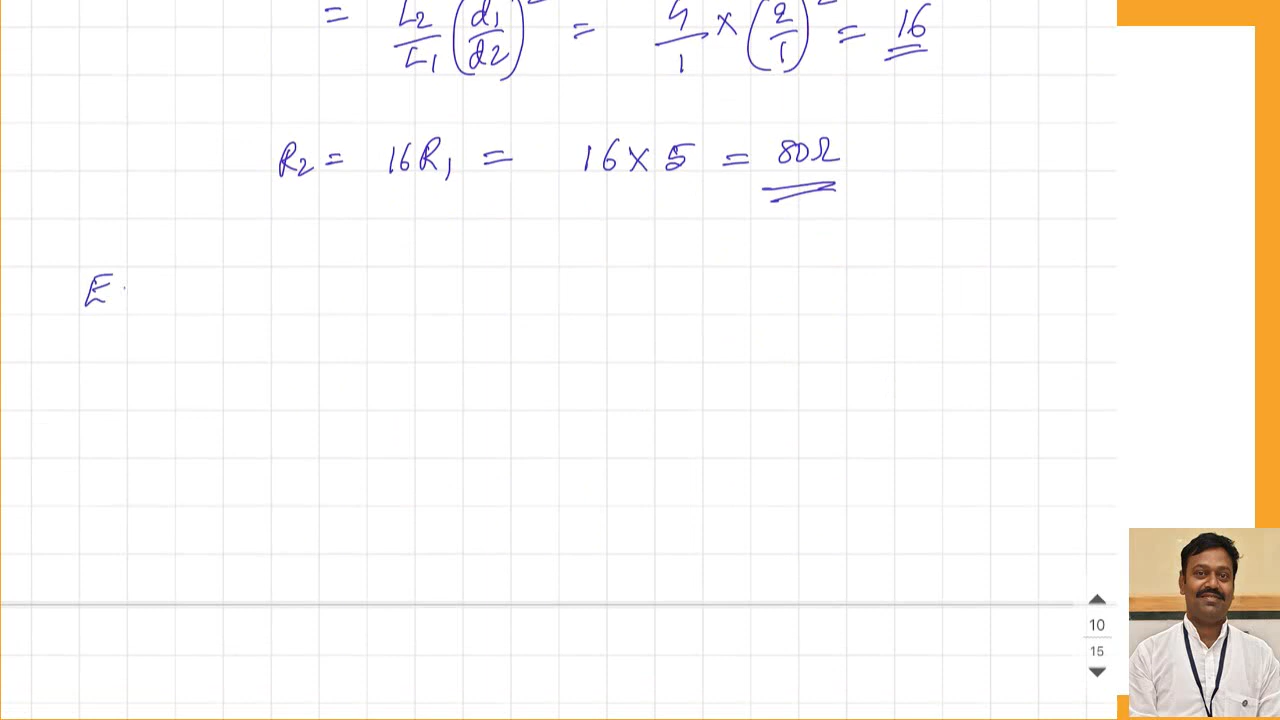 = L2/L1 (d1/d2)² = 4/1 × (2/1)² = 16
R2 = 16R1 = 16 × 5 = 80Ω
E
10
15